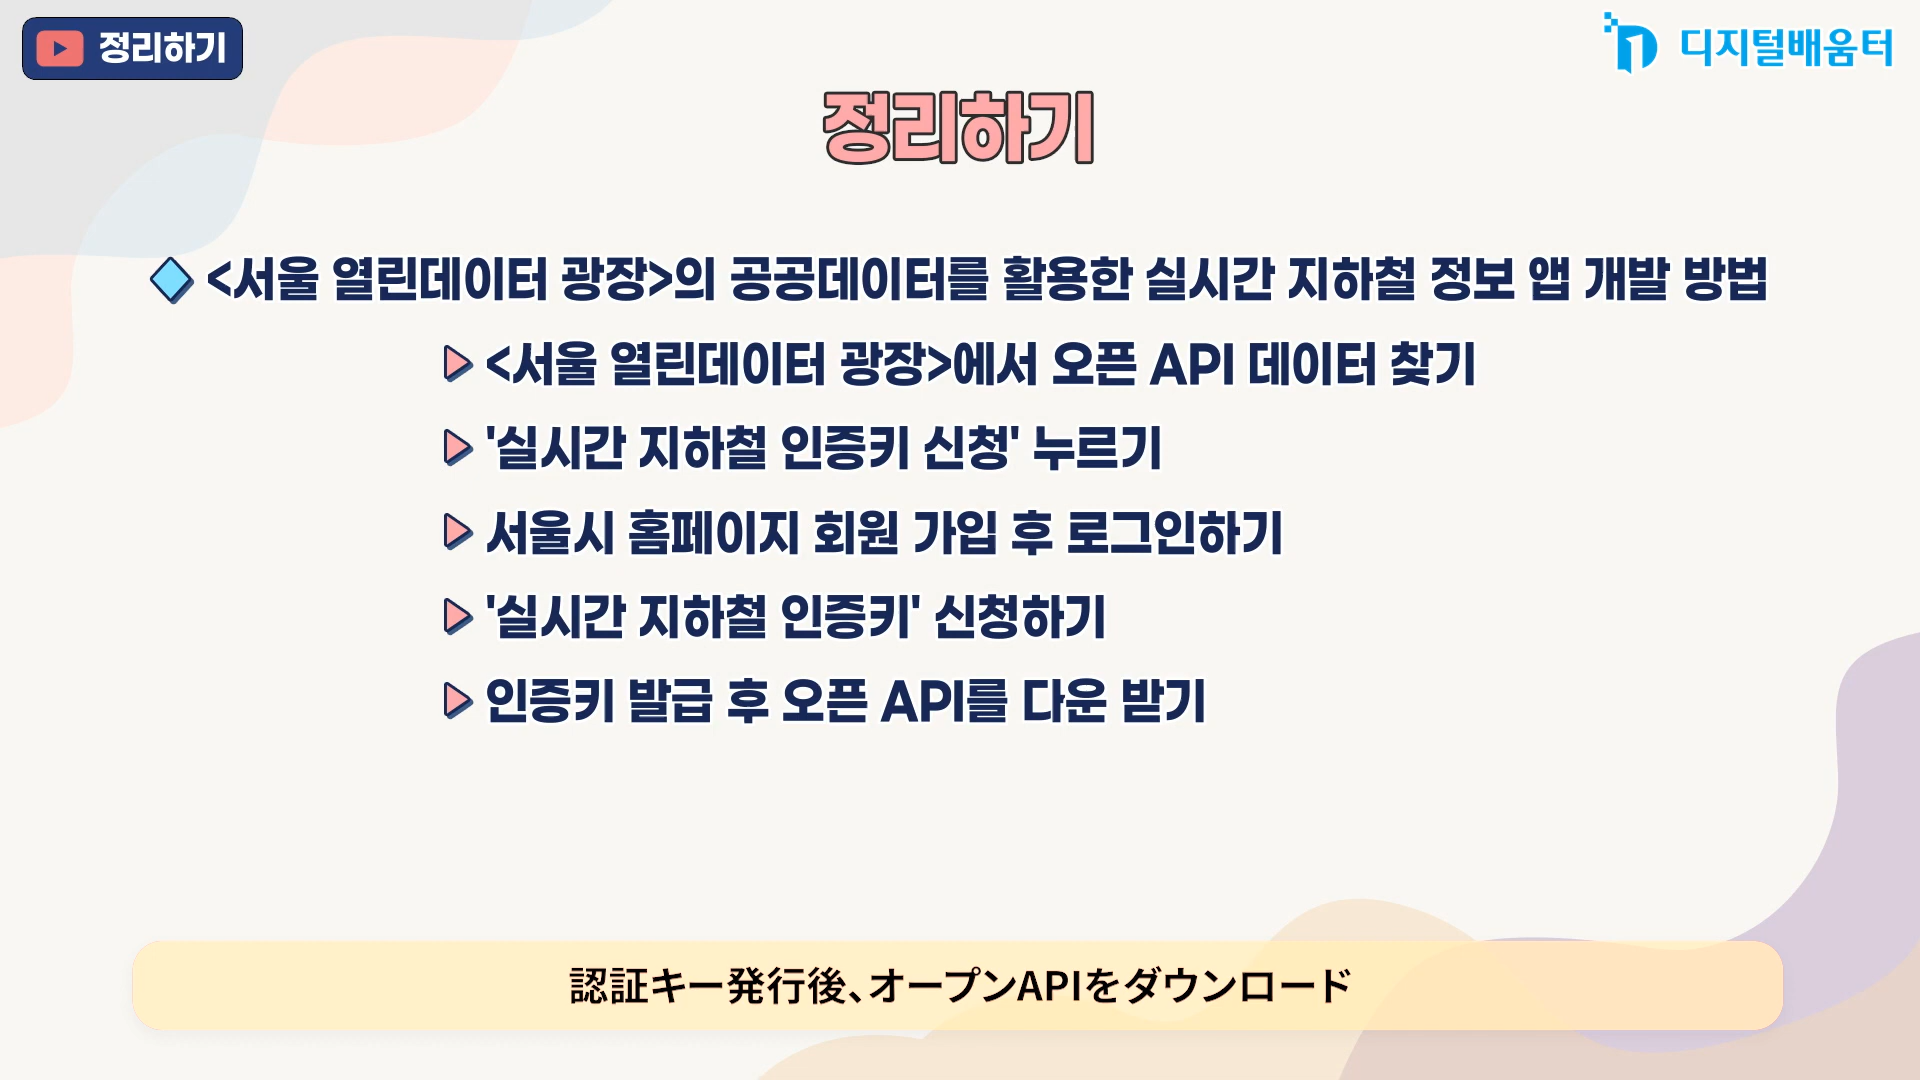 정리하기
디지털배움터
정리하기
<서울 열린데이터 광장>의 공공데이터를 활용한 실시간 지하철 정보 앱 개발 방법
<서울 열린데이터 광장>에서 오픈 API 데이터 찾기
'실시간 지하철 인증키 신청' 누르기
서울시 홈페이지 회원 가입 후 로그인하기
'실시간 지하철 인증키' 신청하기
인증키 발급 후 오픈 API를 다운 받기
認証キー発行後、オープンAPIをダウンロード